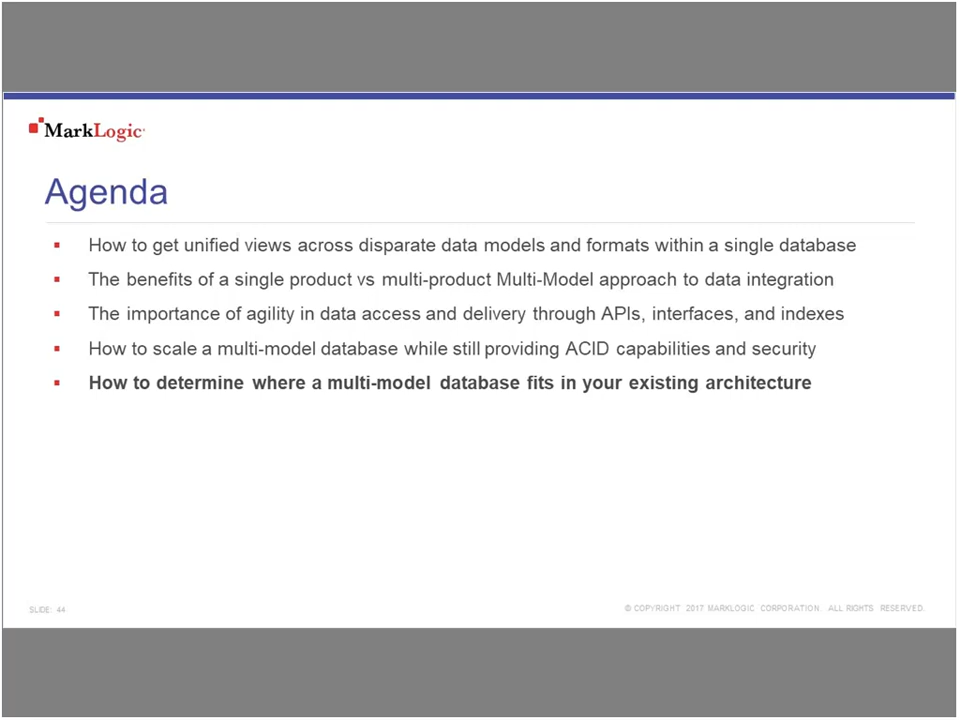 MarkLogic
Agenda
▪ How to get unified views across disparate data models and formats within a single database
▪ The benefits of a single product vs multi-product Multi-Model approach to data integration
▪ The importance of agility in data access and delivery through APIs, interfaces, and indexes
▪ How to scale a multi-model database while still providing ACID capabilities and security
▪ How to determine where a multi-model database fits in your existing architecture
SLIDE: 44
© COPYRIGHT 2017 MARKLOGIC CORPORATION. ALL RIGHTS RESERVED.